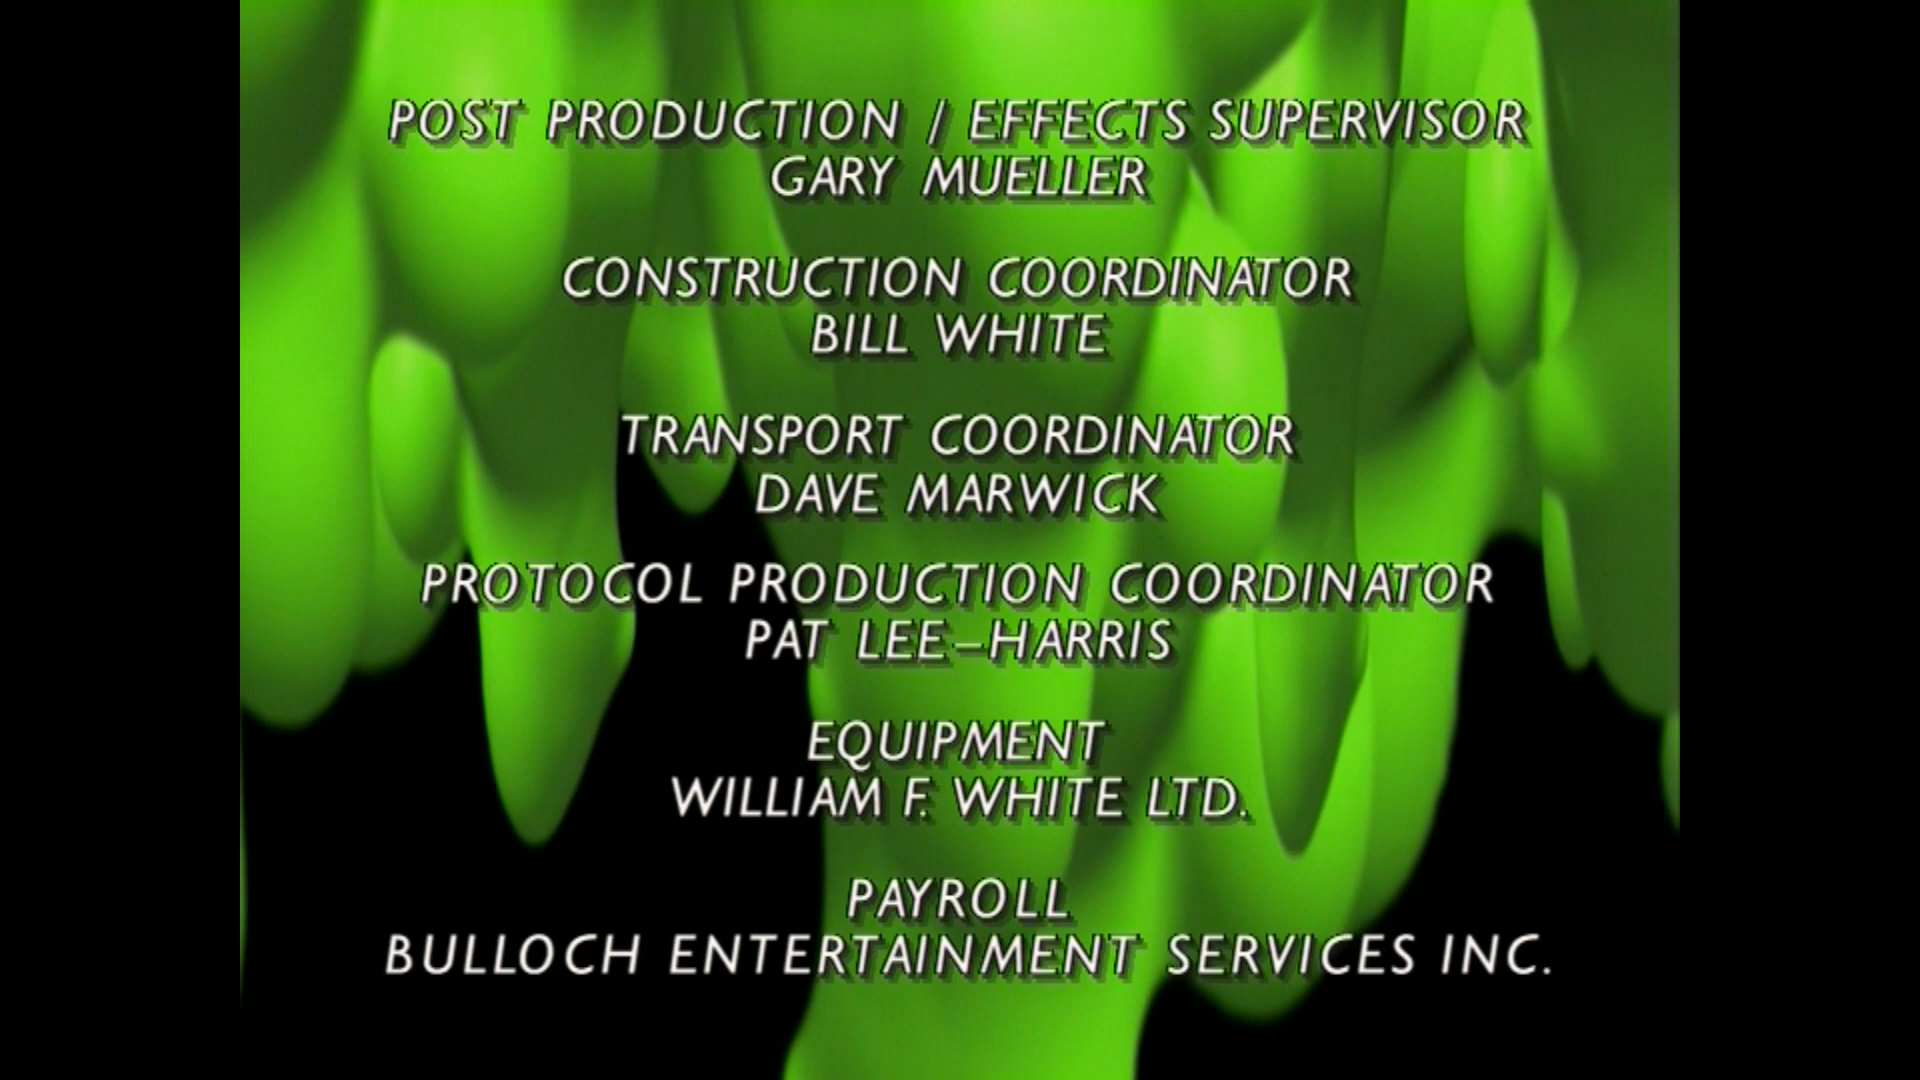 POST PRODUCTION / EFFECTS SUPERVISOR
GARY MUELLER
CONSTRUCTION COORDINATOR
BILL WHITE
TRANSPORT COORDINATOR
DAVE MARWICK
PROTOCOL PRODUCTION COORDINATOR
PAT LEE-HARRIS
EQUIPMENT
WILLIAM F. WHITE LTD.
PAYROLL
BULLOCH ENTERTAINMENT SERVICES INC.